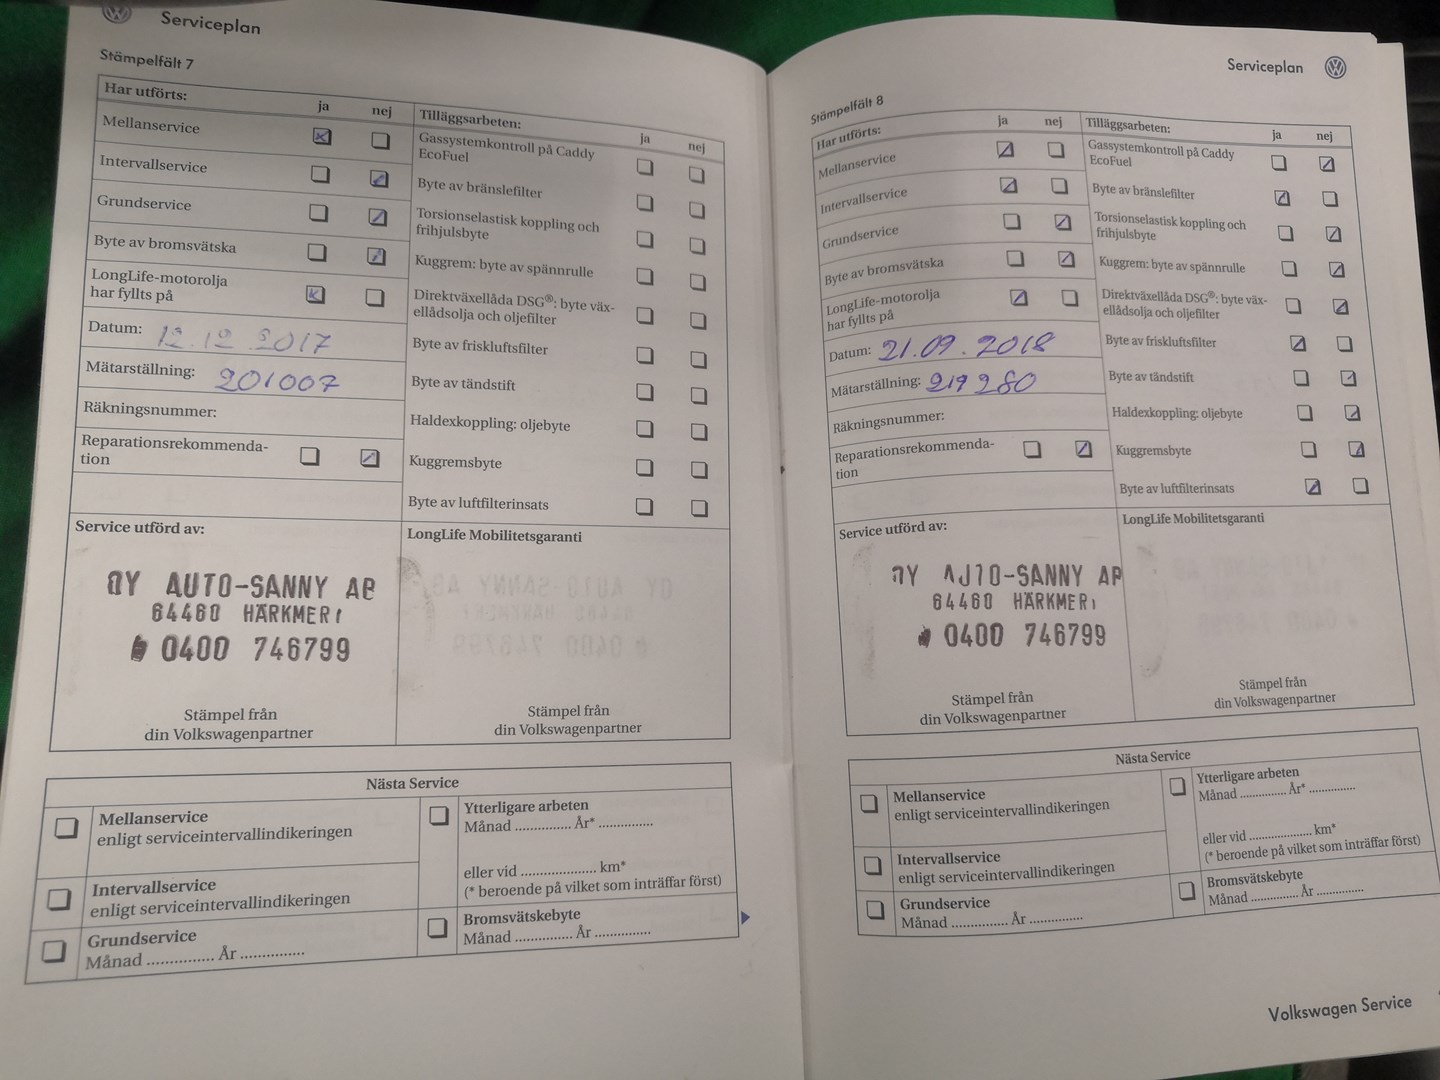 Serviceplan
Stämpelfält 7
Har utförts: ja nej
Mellanservice
Intervallservice
Grundservice
Byte av bromsvätska
LongLife-motorolja
har fyllts på
Datum: 12.12.2017
Mätarställning: 201007
Räkningsnummer:
Reparationsrekommenda-
tion
Tilläggsarbeten: ja nej
Gassystemkontroll på Caddy
EcoFuel
Byte av bränslefilter
Torsionselastisk koppling och
frihjulsbyte
Kuggrem: byte av spännrulle
Direktväxellåda DSG®: byte väx-
ellådsolja och oljefilter
Byte av friskluftsfilter
Byte av tändstift
Haldexkoppling: oljebyte
Kuggremsbyte
Byte av luftfilterinsats
Service utförd av:
OY AUTO-SANNY AB
64460 HÄRKMERI
0400 746799
Stämpel från
din Volkswagenpartner
LongLife Mobilitetsgaranti
Stämpel från
din Volkswagenpartner
Nästa Service
Mellanservice
enligt serviceintervallindikeringen
Intervallservice
enligt serviceintervallindikeringen
Grundservice
Månad ............... År ..............
Ytterligare arbeten
Månad ............... År* ..............
eller vid .................... km*
(* beroende på vilket som inträffar först)
Bromsvätskebyte
Månad ............... År ..............
Serviceplan
Stämpelfält 8
Har utförts: ja nej
Mellanservice
Intervallservice
Grundservice
Byte av bromsvätska
LongLife-motorolja
har fyllts på
Datum: 21.09.2018
Mätarställning: 219280
Räkningsnummer:
Reparationsrekommenda-
tion
Tilläggsarbeten: ja nej
Gassystemkontroll på Caddy
EcoFuel
Byte av bränslefilter
Torsionselastisk koppling och
frihjulsbyte
Kuggrem: byte av spännrulle
Direktväxellåda DSG®: byte väx-
ellådsolja och oljefilter
Byte av friskluftsfilter
Byte av tändstift
Haldexkoppling: oljebyte
Kuggremsbyte
Byte av luftfilterinsats
Service utförd av:
OY AUTO-SANNY AB
64460 HÄRKMERI
0400 746799
Stämpel från
din Volkswagenpartner
LongLife Mobilitetsgaranti
Stämpel från
din Volkswagenpartner
Nästa Service
Mellanservice
enligt serviceintervallindikeringen
Intervallservice
enligt serviceintervallindikeringen
Grundservice
Månad ............... År ..............
Ytterligare arbeten
Månad ............... År* ..............
eller vid .................... km*
(* beroende på vilket som inträffar först)
Bromsvätskebyte
Månad ............... År ..............
Volkswagen Service